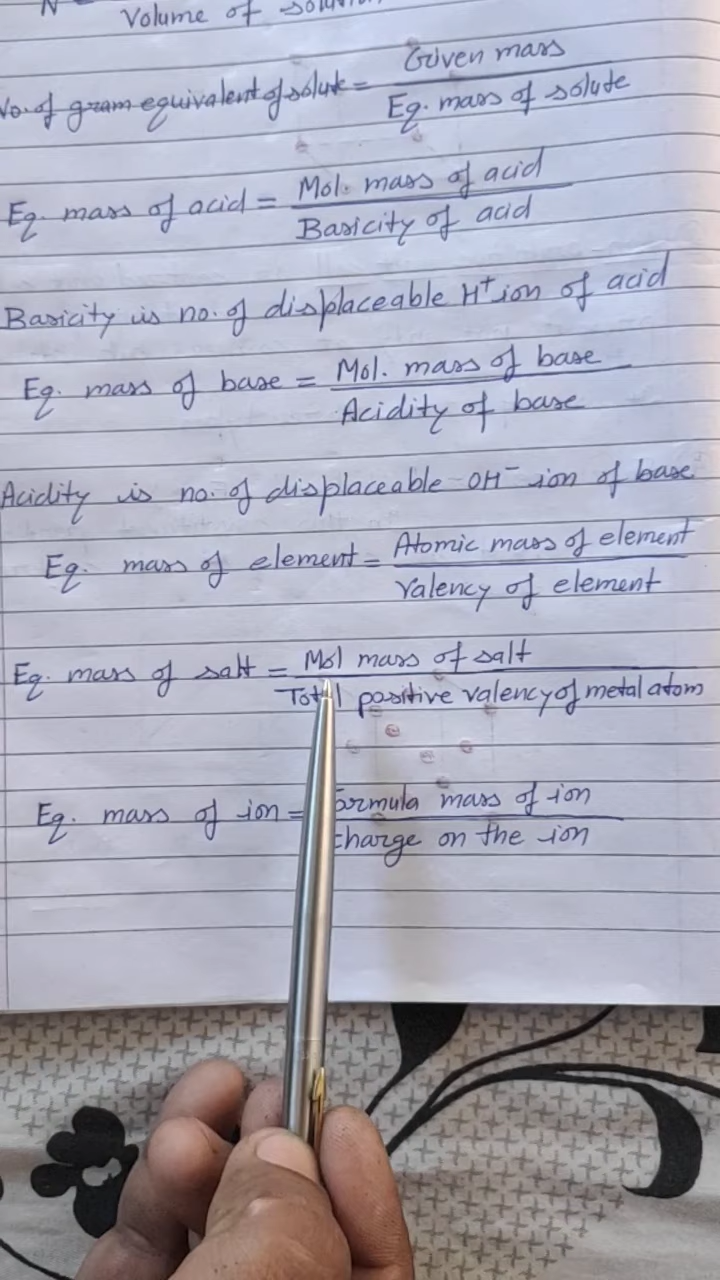 N
Volume of
No. of gram equivalent of solute = Given mass
Eq. mass of solute
Eq. mass of acid = Mol. mass of acid
Basicity of acid
Basicity is no. of displaceable H+ ion of acid
Eq. mass of base = Mol. mass of base
Acidity of base
Acidity is no. of displaceable OH− ion of base
Eq. mass of element = Atomic mass of element
Valency of element
Eq. mass of salt = Mol mass of salt
Total positive valency of metal atom
Eq. mass of ion = Formula mass of ion
Charge on the ion